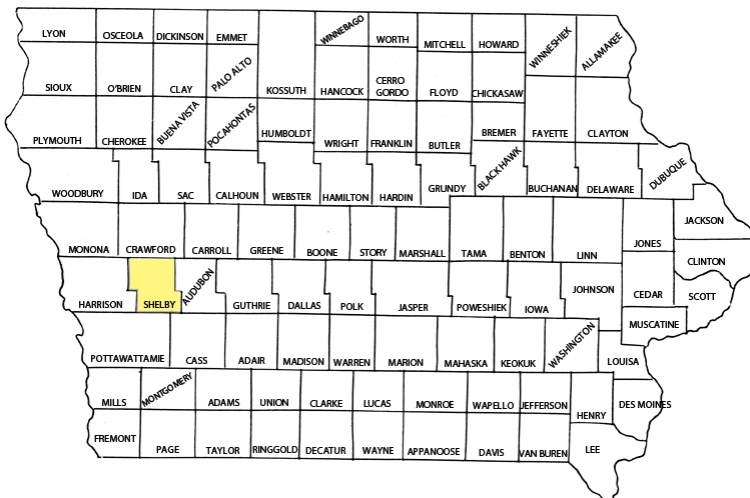 LYON OSCEOLA DICKINSON EMMET WINNEBAGO WORTH MITCHELL HOWARD WINNESHIEK ALLAMAKEE
SIOUX O'BRIEN CLAY PALO ALTO KOSSUTH HANCOCK CERRO GORDO FLOYD CHICKASAW
PLYMOUTH CHEROKEE BUENA VISTA POCAHONTAS HUMBOLDT WRIGHT FRANKLIN BUTLER BREMER FAYETTE CLAYTON
WOODBURY IDA SAC CALHOUN WEBSTER HAMILTON HARDIN GRUNDY BLACK HAWK BUCHANAN DELAWARE DUBUQUE
MONONA CRAWFORD CARROLL GREENE BOONE STORY MARSHALL TAMA BENTON LINN JONES JACKSON
CLINTON
HARRISON SHELBY AUDUBON GUTHRIE DALLAS POLK JASPER POWESHIEK IOWA JOHNSON CEDAR SCOTT
MUSCATINE
POTTAWATTAMIE CASS ADAIR MADISON WARREN MARION MAHASKA KEOKUK WASHINGTON LOUISA
MILLS MONTGOMERY ADAMS UNION CLARKE LUCAS MONROE WAPELLO JEFFERSON HENRY DES MOINES
FREMONT PAGE TAYLOR RINGGOLD DECATUR WAYNE APPANOOSE DAVIS VAN BUREN LEE